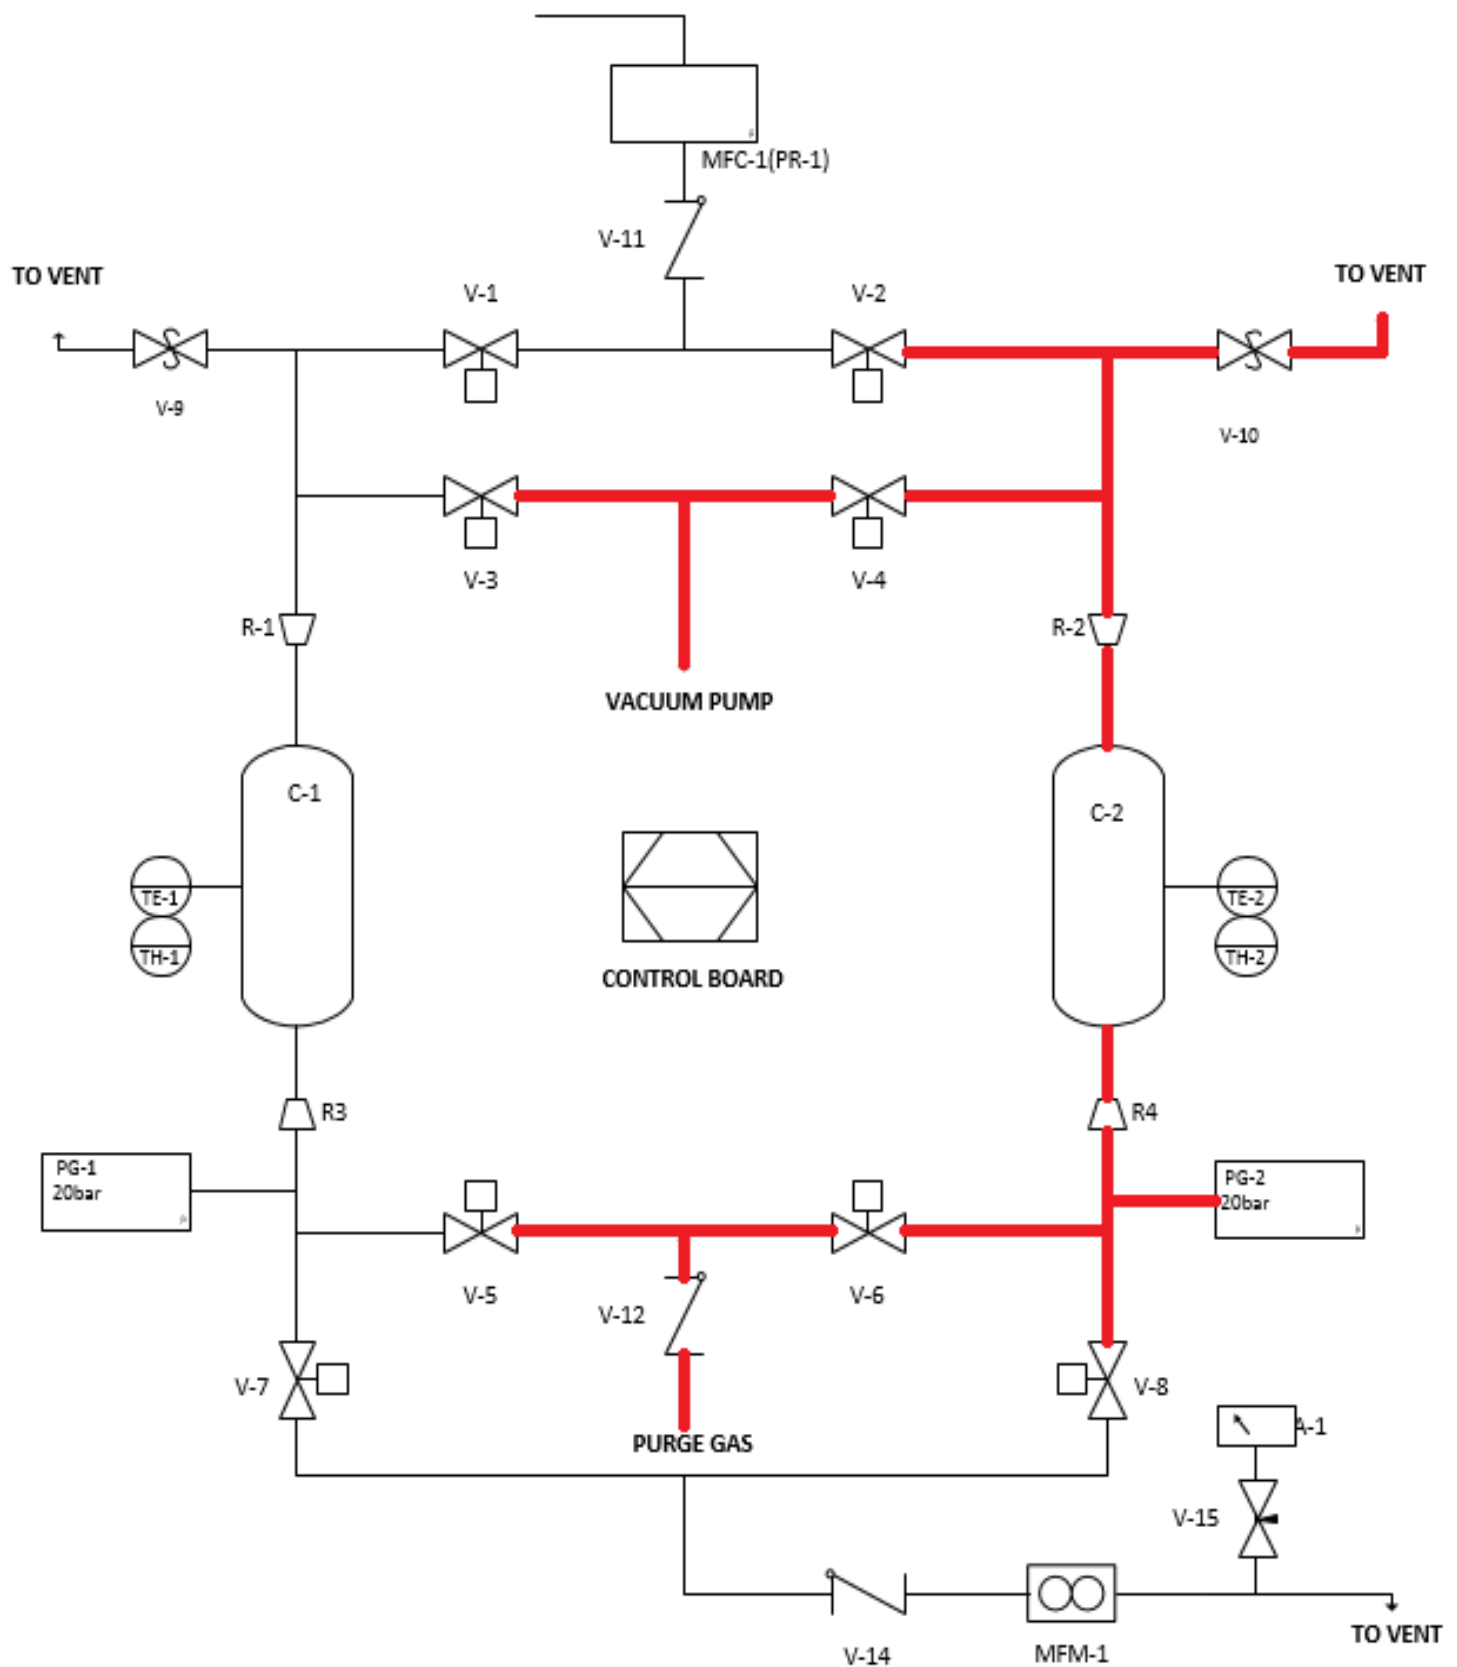 MFC-1(PR-1)
V-11
TO VENT
TO VENT
V-1
V-2
V-9
V-10
V-3
V-4
R-1
R-2
VACUUM PUMP
C-1
C-2
TE-1
TH-1
TE-2
TH-2
CONTROL BOARD
R3
R4
PG-1
20bar
PG-2
20bar
V-5
V-12
V-6
V-7
V-8
PURGE GAS
A-1
V-15
V-14
MFM-1
TO VENT